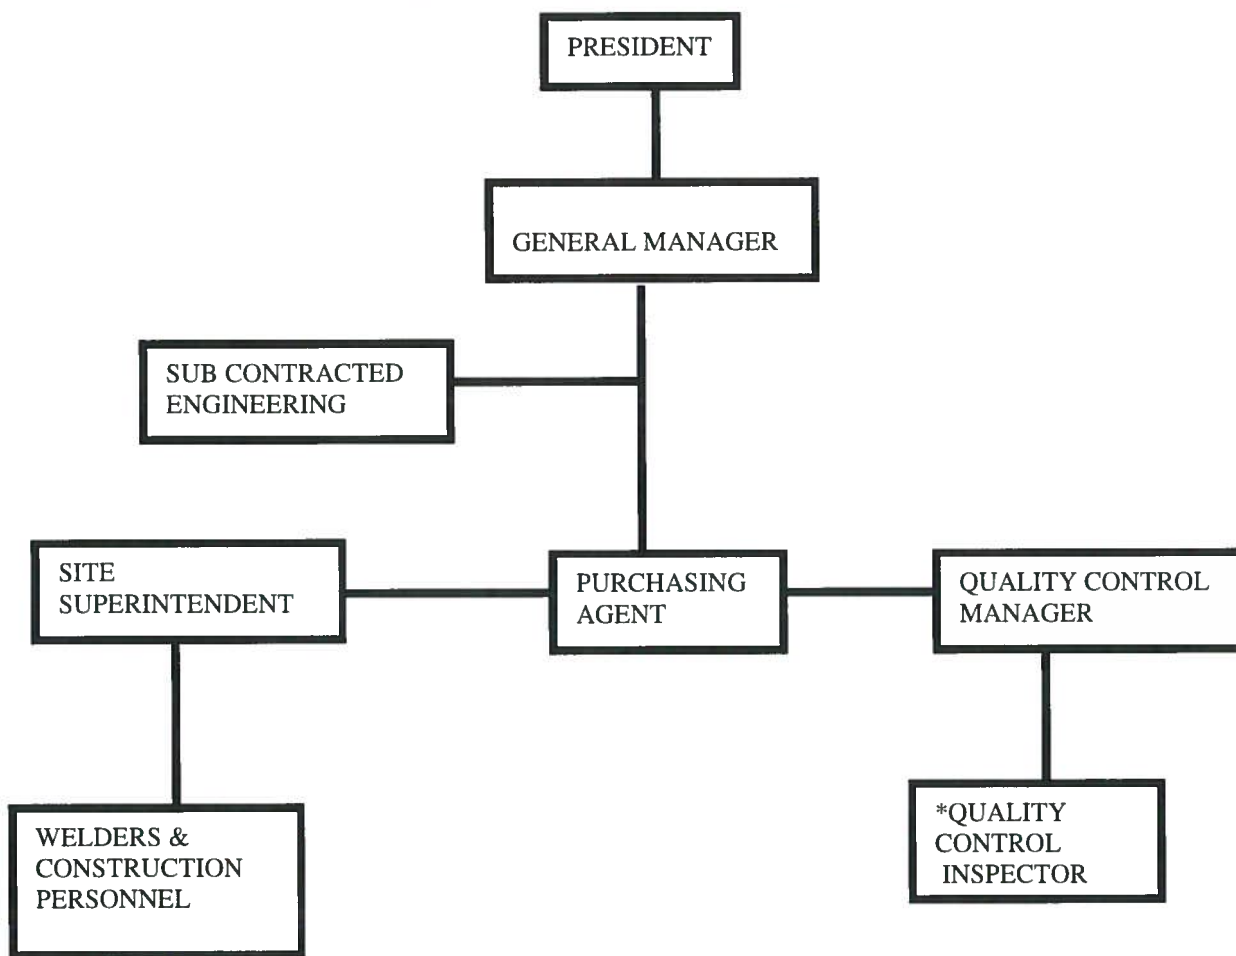 PRESIDENT
GENERAL MANAGER
SUB CONTRACTED
ENGINEERING
SITE
SUPERINTENDENT
PURCHASING
AGENT
QUALITY CONTROL
MANAGER
WELDERS &
CONSTRUCTION
PERSONNEL
*QUALITY
CONTROL
INSPECTOR